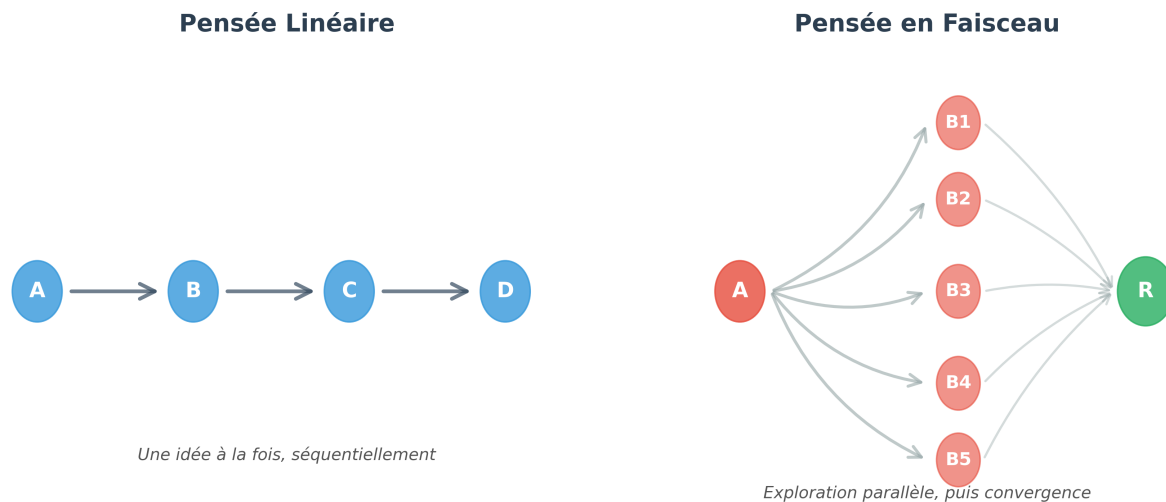 Pensée Linéaire
A
B
C
D
Une idée à la fois, séquentiellement
Pensée en Faisceau
A
B1
B2
B3
B4
B5
R
Exploration parallèle, puis convergence